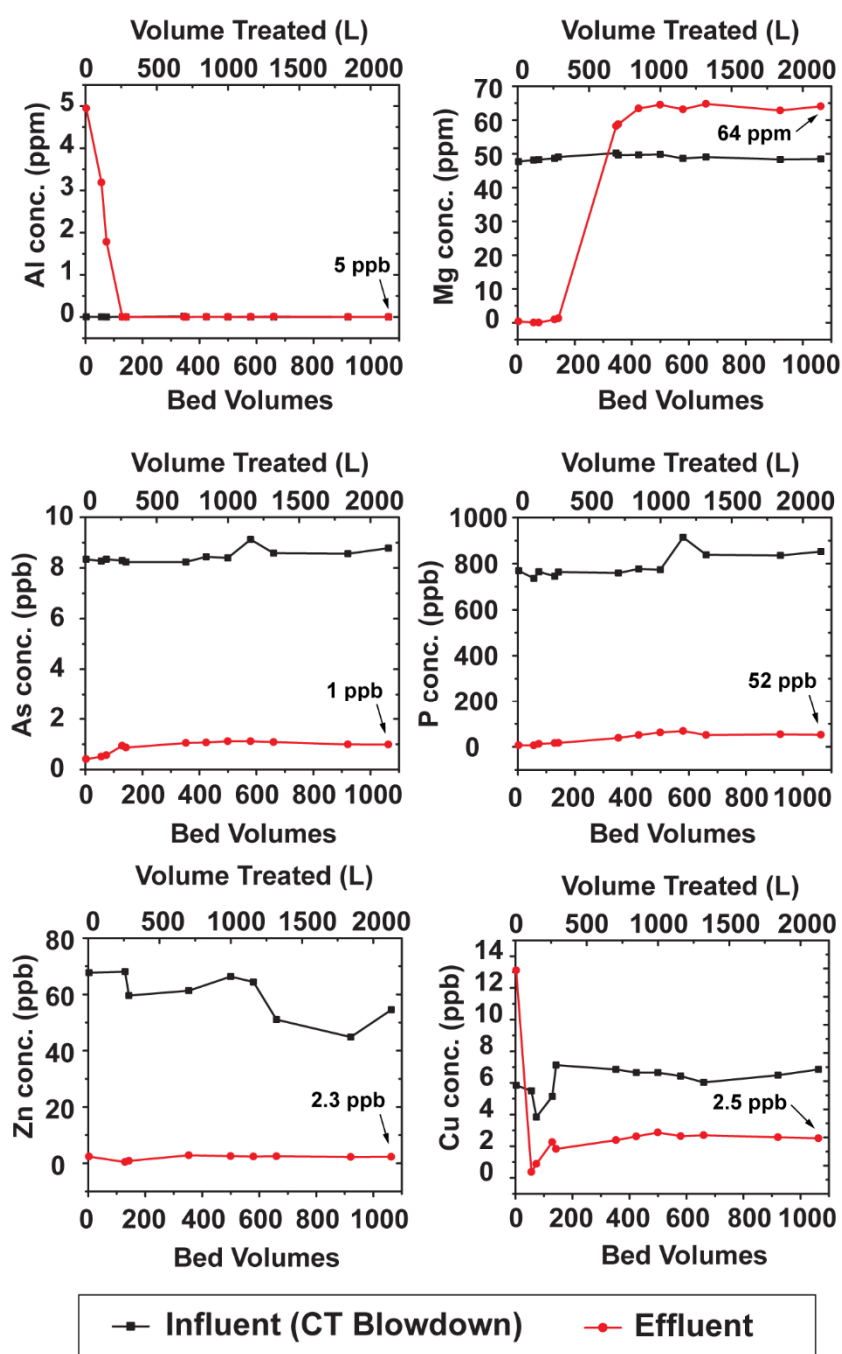 Volume Treated (L)
0 500 1000 1500 2000
Al conc. (ppm)
5
4
3
2
1
0
5 ppb
0 200 400 600 800 1000
Bed Volumes
Volume Treated (L)
0 250 750 1250 1750
Mg conc. (ppm)
70
60
50
40
30
20
10
0
64 ppm
0 200 400 600 800 1000
Bed Volumes
Volume Treated (L)
0 500 1000 1500 2000
As conc. (ppb)
10
8
6
4
2
0
1 ppb
0 200 400 600 800 1000
Bed Volumes
Volume Treated (L)
0 500 1000 1500 2000
P conc. (ppb)
1000
800
600
400
200
0
52 ppb
0 200 400 600 800 1000
Bed Volumes
Volume Treated (L)
0 500 1000 1500 2000
Zn conc. (ppb)
80
60
40
20
0
2.3 ppb
0 200 400 600 800 1000
Bed Volumes
Volume Treated (L)
0 500 1000 1500 2000
Cu conc. (ppb)
14
12
10
8
6
4
2
0
2.5 ppb
0 200 400 600 800 1000
Bed Volumes
Influent (CT Blowdown)
Effluent